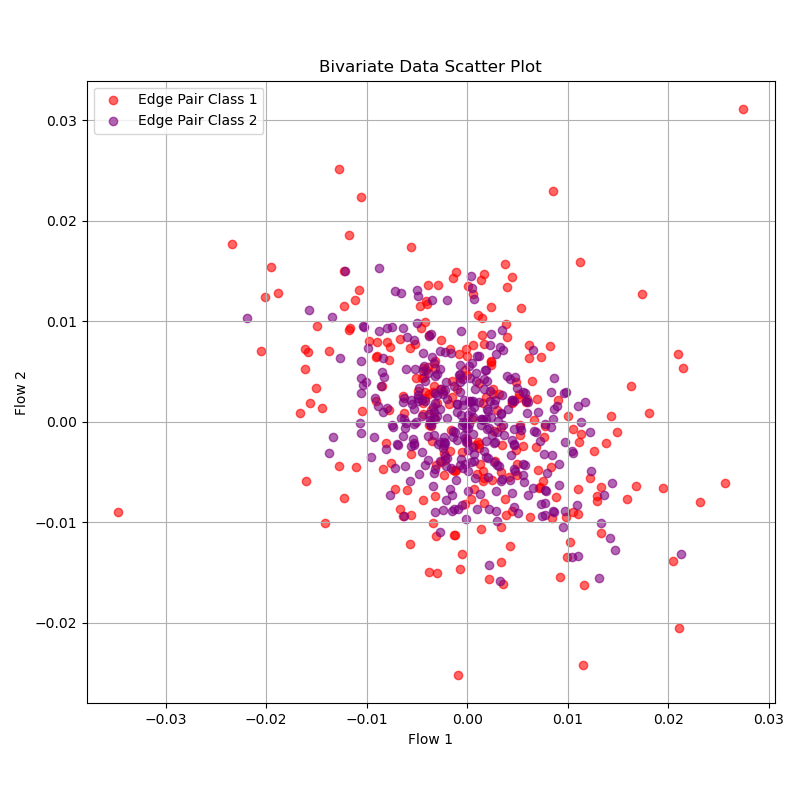 Bivariate Data Scatter Plot
Edge Pair Class 1
Edge Pair Class 2
0.03
0.02
0.01
0.00
−0.01
−0.02
Flow 2
−0.03
−0.02
−0.01
0.00
0.01
0.02
0.03
Flow 1